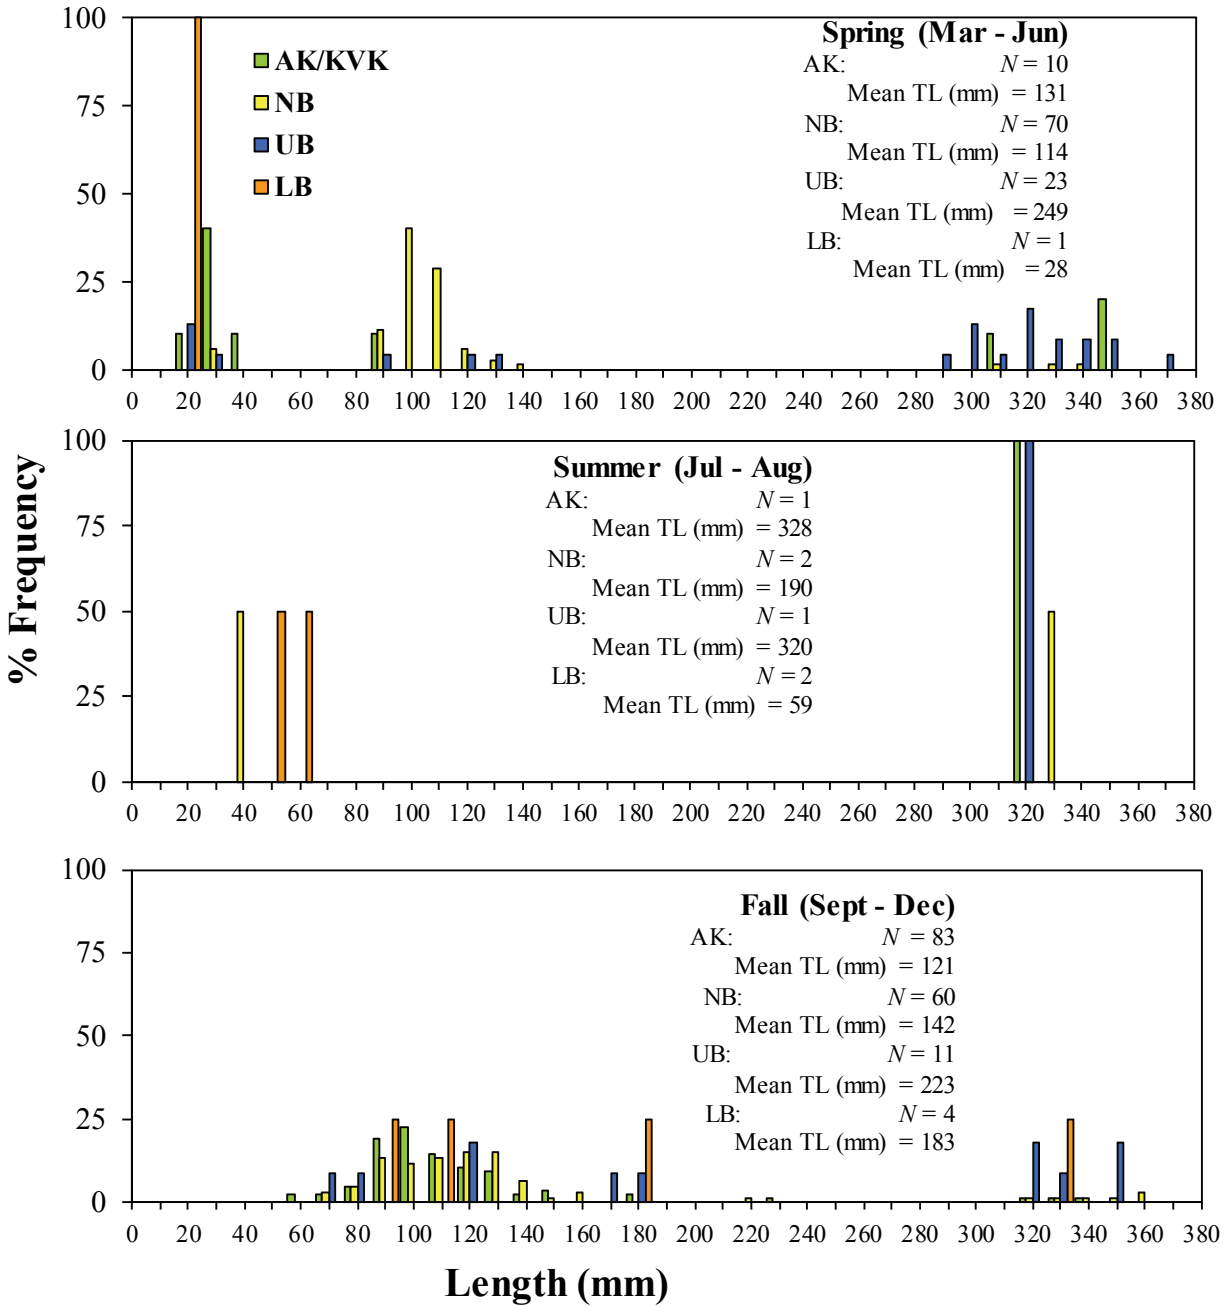 100
75
50
25
0
AK/KVK
NB
UB
LB
Spring (Mar - Jun)
AK: N = 10
Mean TL (mm) = 131
NB: N = 70
Mean TL (mm) = 114
UB: N = 23
Mean TL (mm) = 249
LB: N = 1
Mean TL (mm) = 28
0 20 40 60 80 100 120 140 160 180 200 220 240 260 280 300 320 340 360 380
% Frequency
100
75
50
25
0
Summer (Jul - Aug)
AK: N = 1
Mean TL (mm) = 328
NB: N = 2
Mean TL (mm) = 190
UB: N = 1
Mean TL (mm) = 320
LB: N = 2
Mean TL (mm) = 59
0 20 40 60 80 100 120 140 160 180 200 220 240 260 280 300 320 340 360 380
100
75
50
25
0
Fall (Sept - Dec)
AK: N = 83
Mean TL (mm) = 121
NB: N = 60
Mean TL (mm) = 142
UB: N = 11
Mean TL (mm) = 223
LB: N = 4
Mean TL (mm) = 183
0 20 40 60 80 100 120 140 160 180 200 220 240 260 280 300 320 340 360 380
Length (mm)